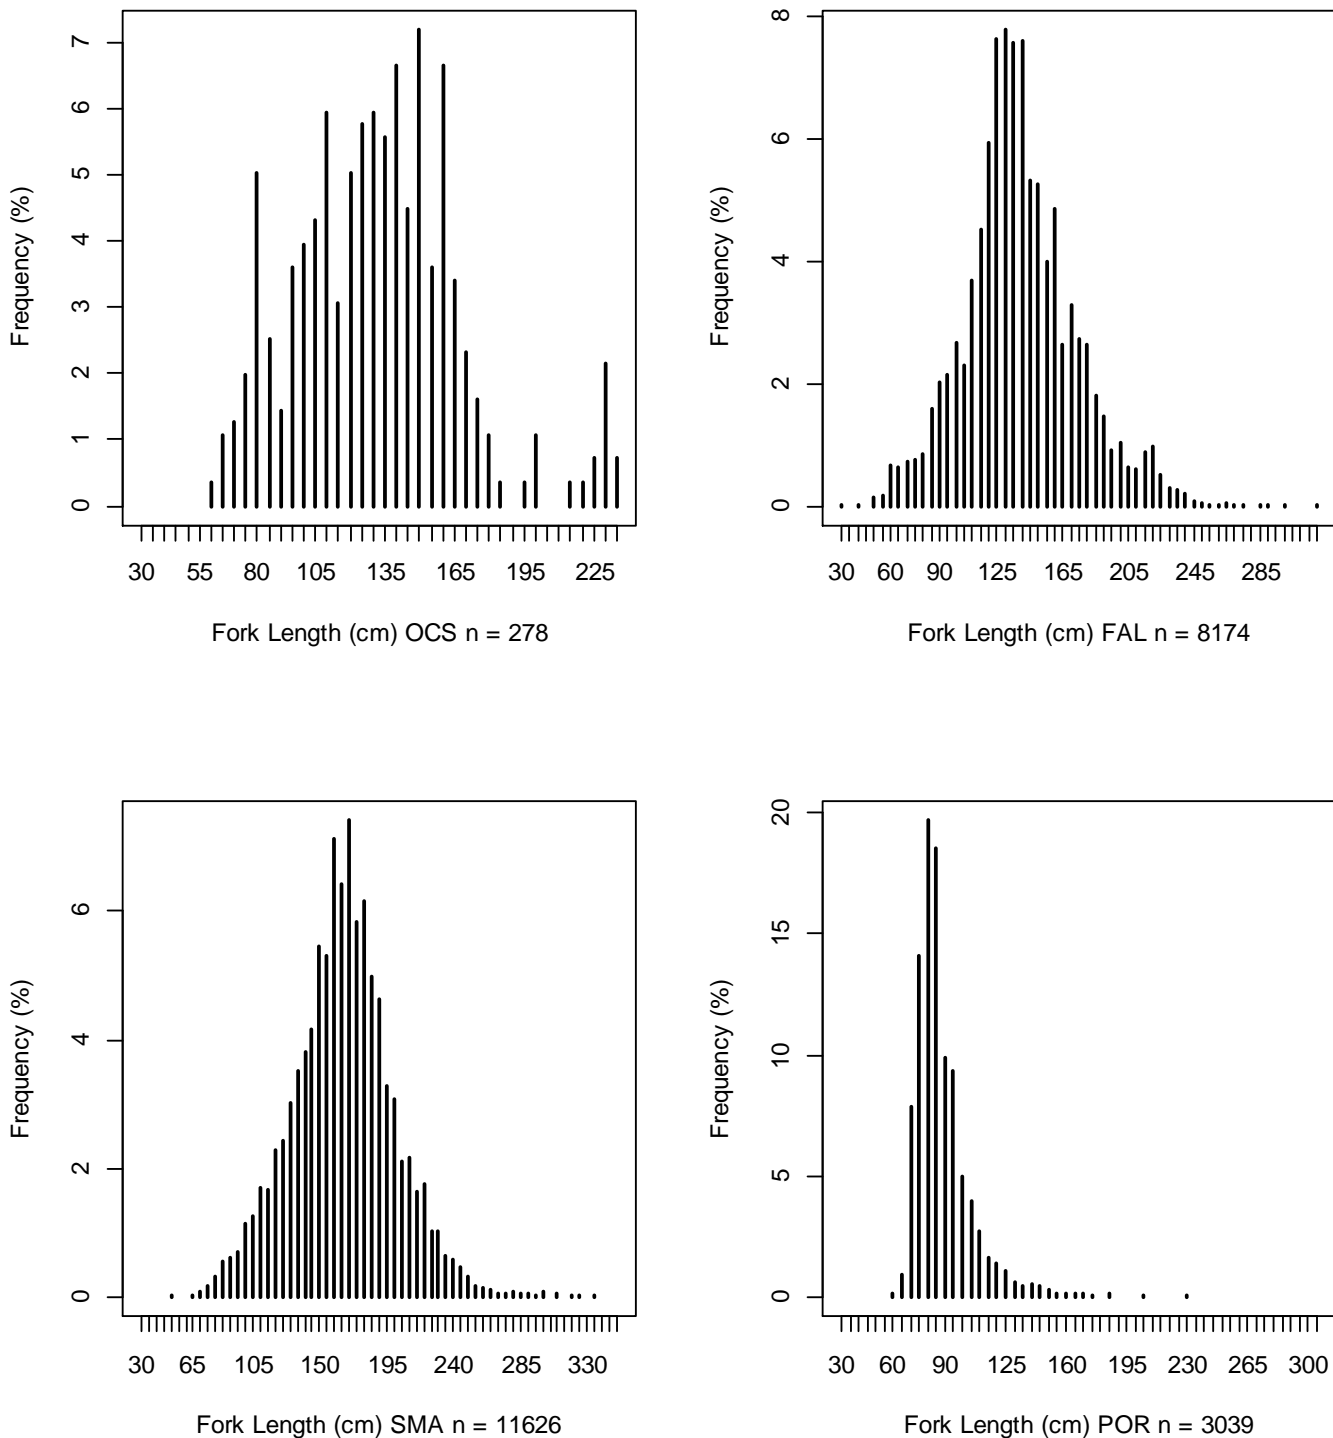 7
6
5
4
3
2
1
0
Frequency (%)
30 55 80 105 135 165 195 225
Fork Length (cm) OCS n = 278
8
6
4
2
0
Frequency (%)
30 60 90 125 165 205 245 285
Fork Length (cm) FAL n = 8174
6
4
2
0
Frequency (%)
30 65 105 150 195 240 285 330
Fork Length (cm) SMA n = 11626
20
15
10
5
0
Frequency (%)
30 60 90 125 160 195 230 265 300
Fork Length (cm) POR n = 3039